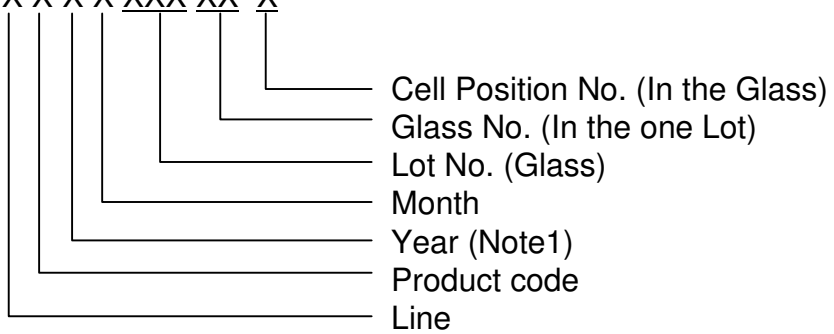 X X X X XXX XX X
Cell Position No. (In the Glass)
Glass No. (In the one Lot)
Lot No. (Glass)
Month
Year (Note1)
Product code
Line